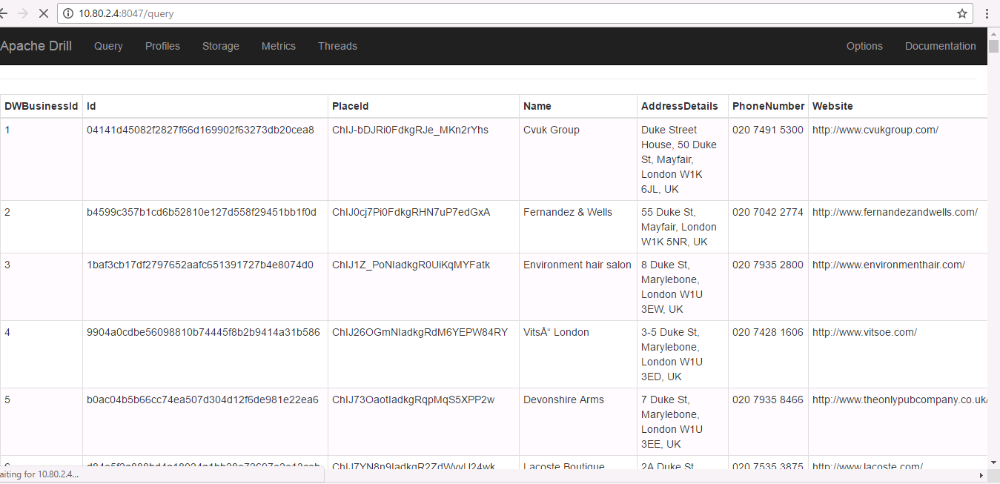 10.80.2.4:8047/query
Apache Drill Query Profiles Storage Metrics Threads Options Documentation
DWBusinessId Id PlaceId Name AddressDetails PhoneNumber Website
1 04141d45082f2827f66d169902f63273db20cea8 ChIJ-bDJRi0FdkgRJe_MKn2rYhs Cvuk Group Duke Street 020 7491 5300 http://www.cvukgroup.com/
House, 50 Duke
St, Mayfair,
London W1K
6JL, UK
2 b4599c357b1cd6b52810e127d558f29451bb1f0d ChIJ0cj7Pi0FdkgRHN7uP7edGxA Fernandez & Wells 55 Duke St, 020 7042 2774 http://www.fernandezandwells.com/
Mayfair, London
W1K 5NR, UK
3 1baf3cb17df2797652aafc651391727b4e8074d0 ChIJ1Z_PoNIadkgR0UiKqMYFatk Environment hair salon 8 Duke St, 020 7935 2800 http://www.environmenthair.com/
Marylebone,
London W1U
3EW, UK
4 9904a0cdbe56098810b74445f8b2b9414a31b586 ChIJ26OGmNIadkgRdM6YEPW84RY VitsÅ“ London 3-5 Duke St, 020 7428 1606 http://www.vitsoe.com/
Marylebone,
London W1U
3ED, UK
5 b0ac04b5b66cc74ea507d304d12f6de981e22ea6 ChIJ73OaotIadkgRqpMqS5XPP2w Devonshire Arms 7 Duke St, 020 7935 8466 http://www.theonlypubcompany.co.uk/
Marylebone,
London W1U
3EE, UK
6 Lacoste Boutique 2A Duke St, 020 7535 3875 http://www.lacoste.com/
aiting for 10.80.2.4...